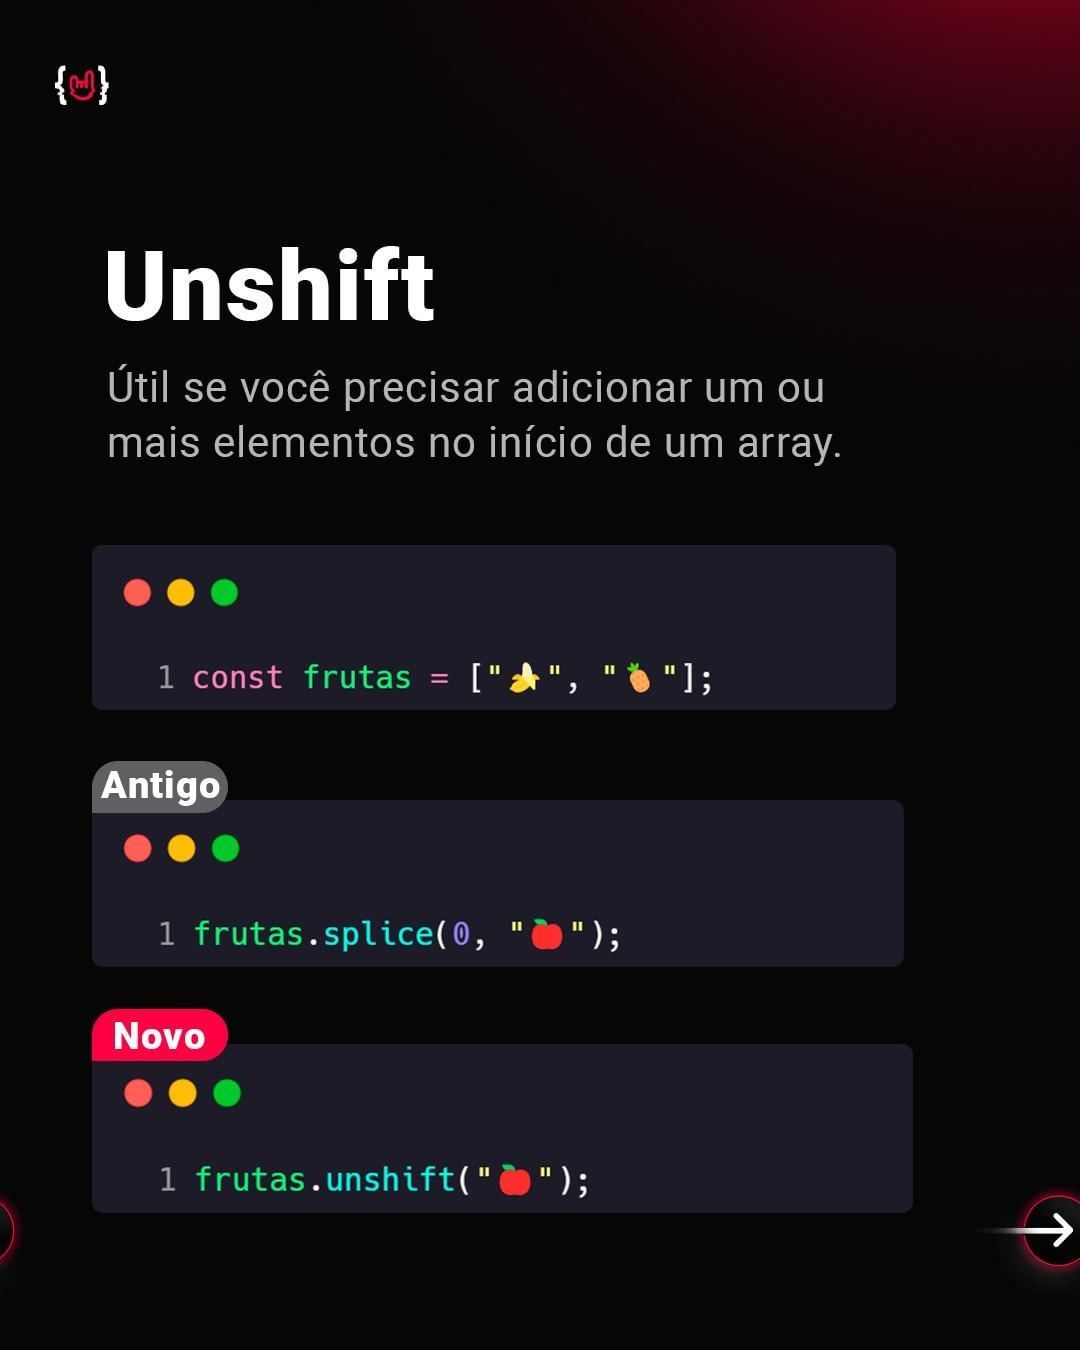 Unshift
Útil se você precisar adicionar um ou
mais elementos no início de um array.
1 const frutas = ["🍌", "🍍"];
Antigo
1 frutas.splice(0, "🍎");
Novo
1 frutas.unshift("🍎");